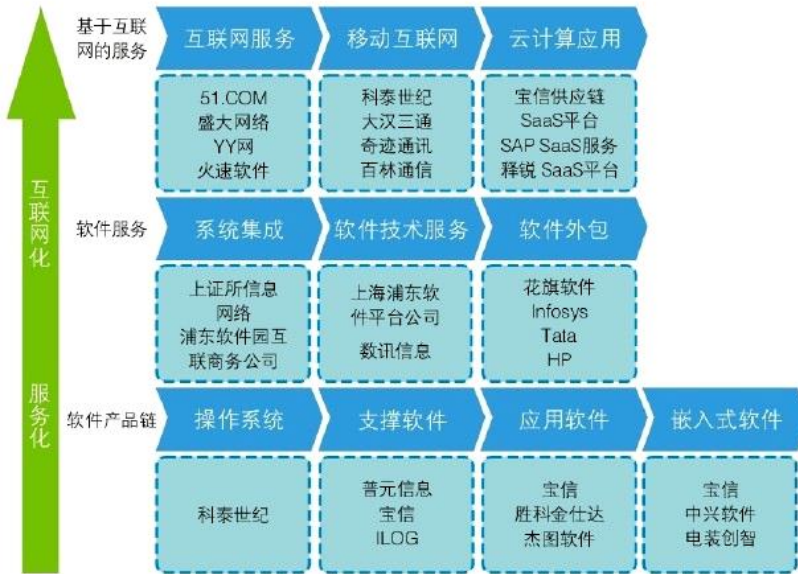 基于互联
网的服务
互联网服务
移动互联网
云计算应用
51.COM
盛大网络
YY网
火速软件
科泰世纪
大汉三通
奇迹通讯
百林通信
宝信供应链
SaaS平台
SAP SaaS服务
释锐 SaaS平台
互联网化
软件服务
系统集成
软件技术服务
软件外包
上证所信息
网络
浦东软件园互
联商务公司
上海浦东软
件平台公司
数讯信息
花旗软件
Infosys
Tata
HP
服务化
软件产品链
操作系统
支撑软件
应用软件
嵌入式软件
科泰世纪
普元信息
宝信
ILOG
宝信
胜科金仕达
杰图软件
宝信
中兴软件
电装创智